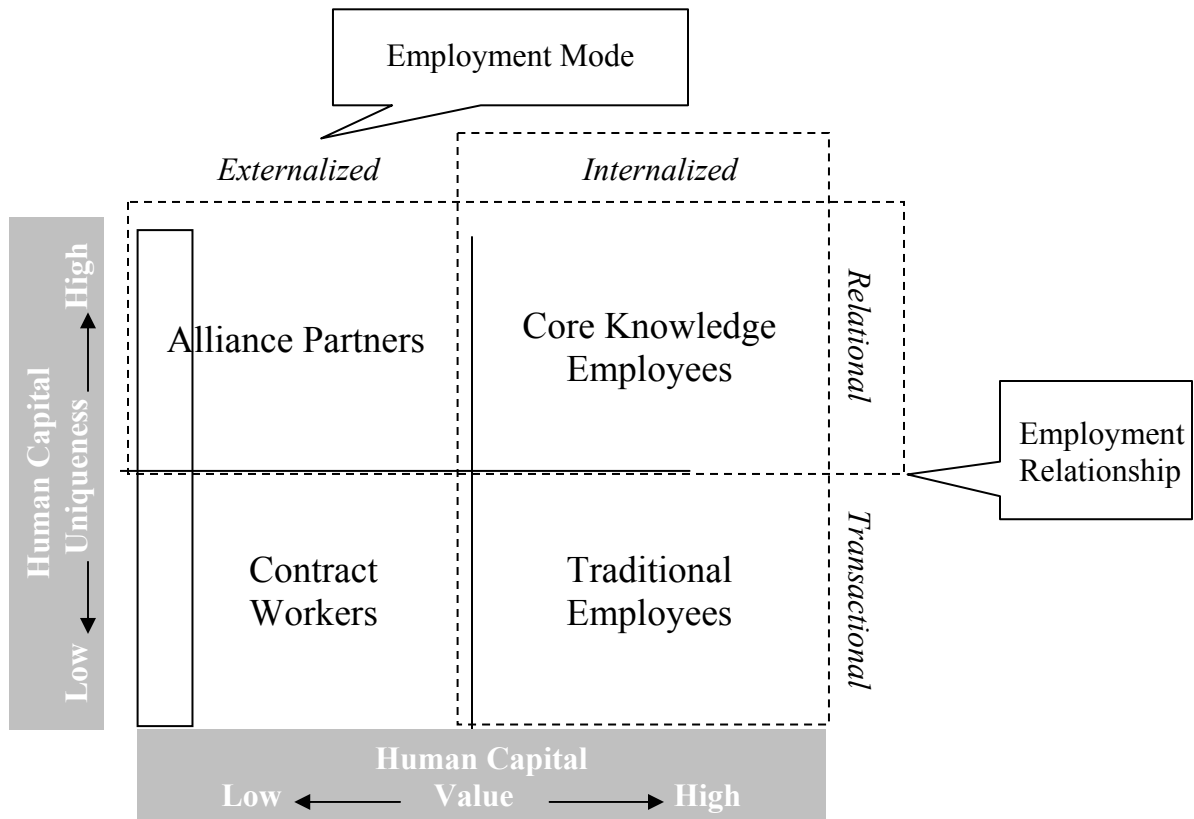 Employment Mode
Externalized
Internalized
High
Human Capital
Uniqueness
Low
Alliance Partners
Core Knowledge
Employees
Relational
Employment
Relationship
Contract
Workers
Traditional
Employees
Transactional
Human Capital
Low Value High